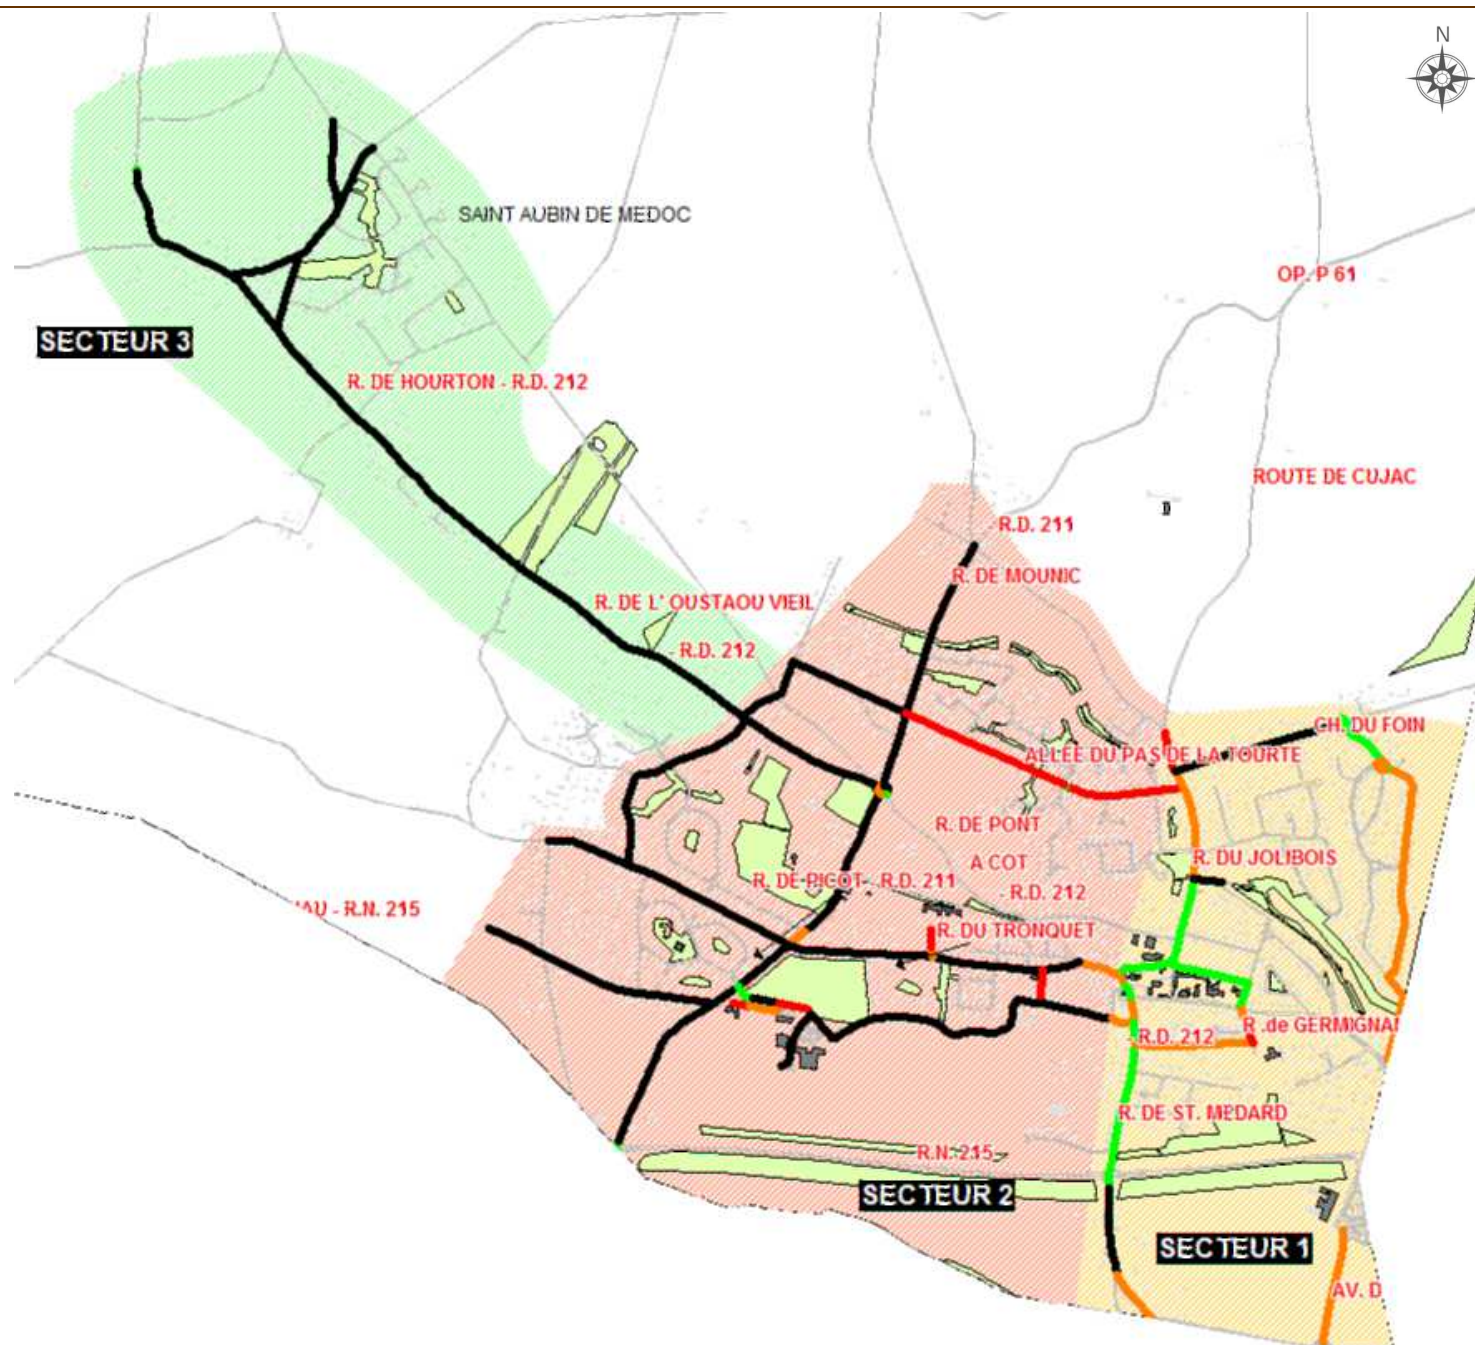 N
SAINT AUBIN DE MEDOC
OP. P 61
SECTEUR 3
R. DE HOURTON - R.D. 212
ROUTE DE CUJAC
- R.D. 211
R. DE MOUNIC
R. DE L' OUSTAOU VIEIL
- R.D. 212
CH. DU FOIN
ALLEE DU PAS DE LA TOURTE
R. DE PONT
A COT
- R.D. 212
R. DU JOLIBOIS
R. DE PICOT - R.D. 211
AU - R.N. 215
R. DU TRONQUET
R .de GERMIGNA
- R.D. 212
R. DE ST. MEDARD
R.N. 215
SECTEUR 2
SECTEUR 1
AV. D